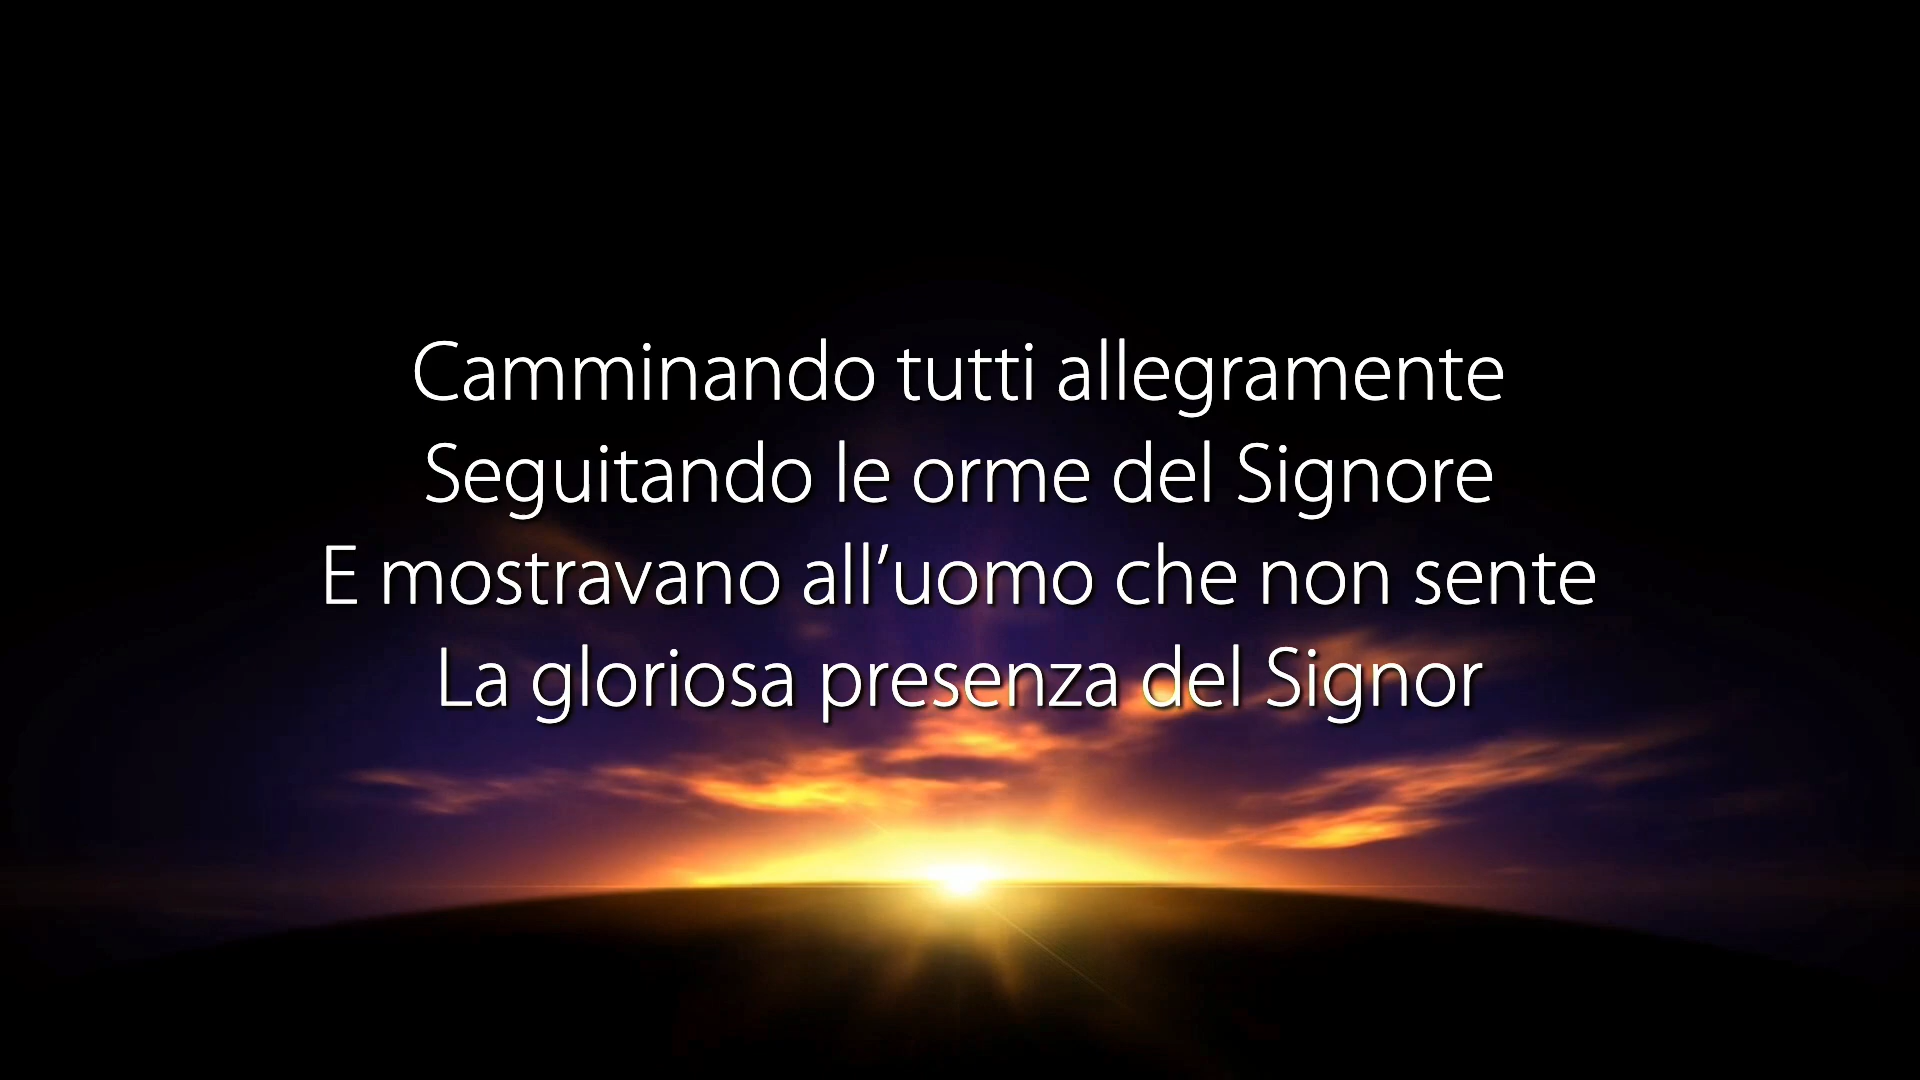 Camminando tutti allegramente
Seguitando le orme del Signore
E mostravano all’uomo che non sente
La gloriosa presenza del Signor